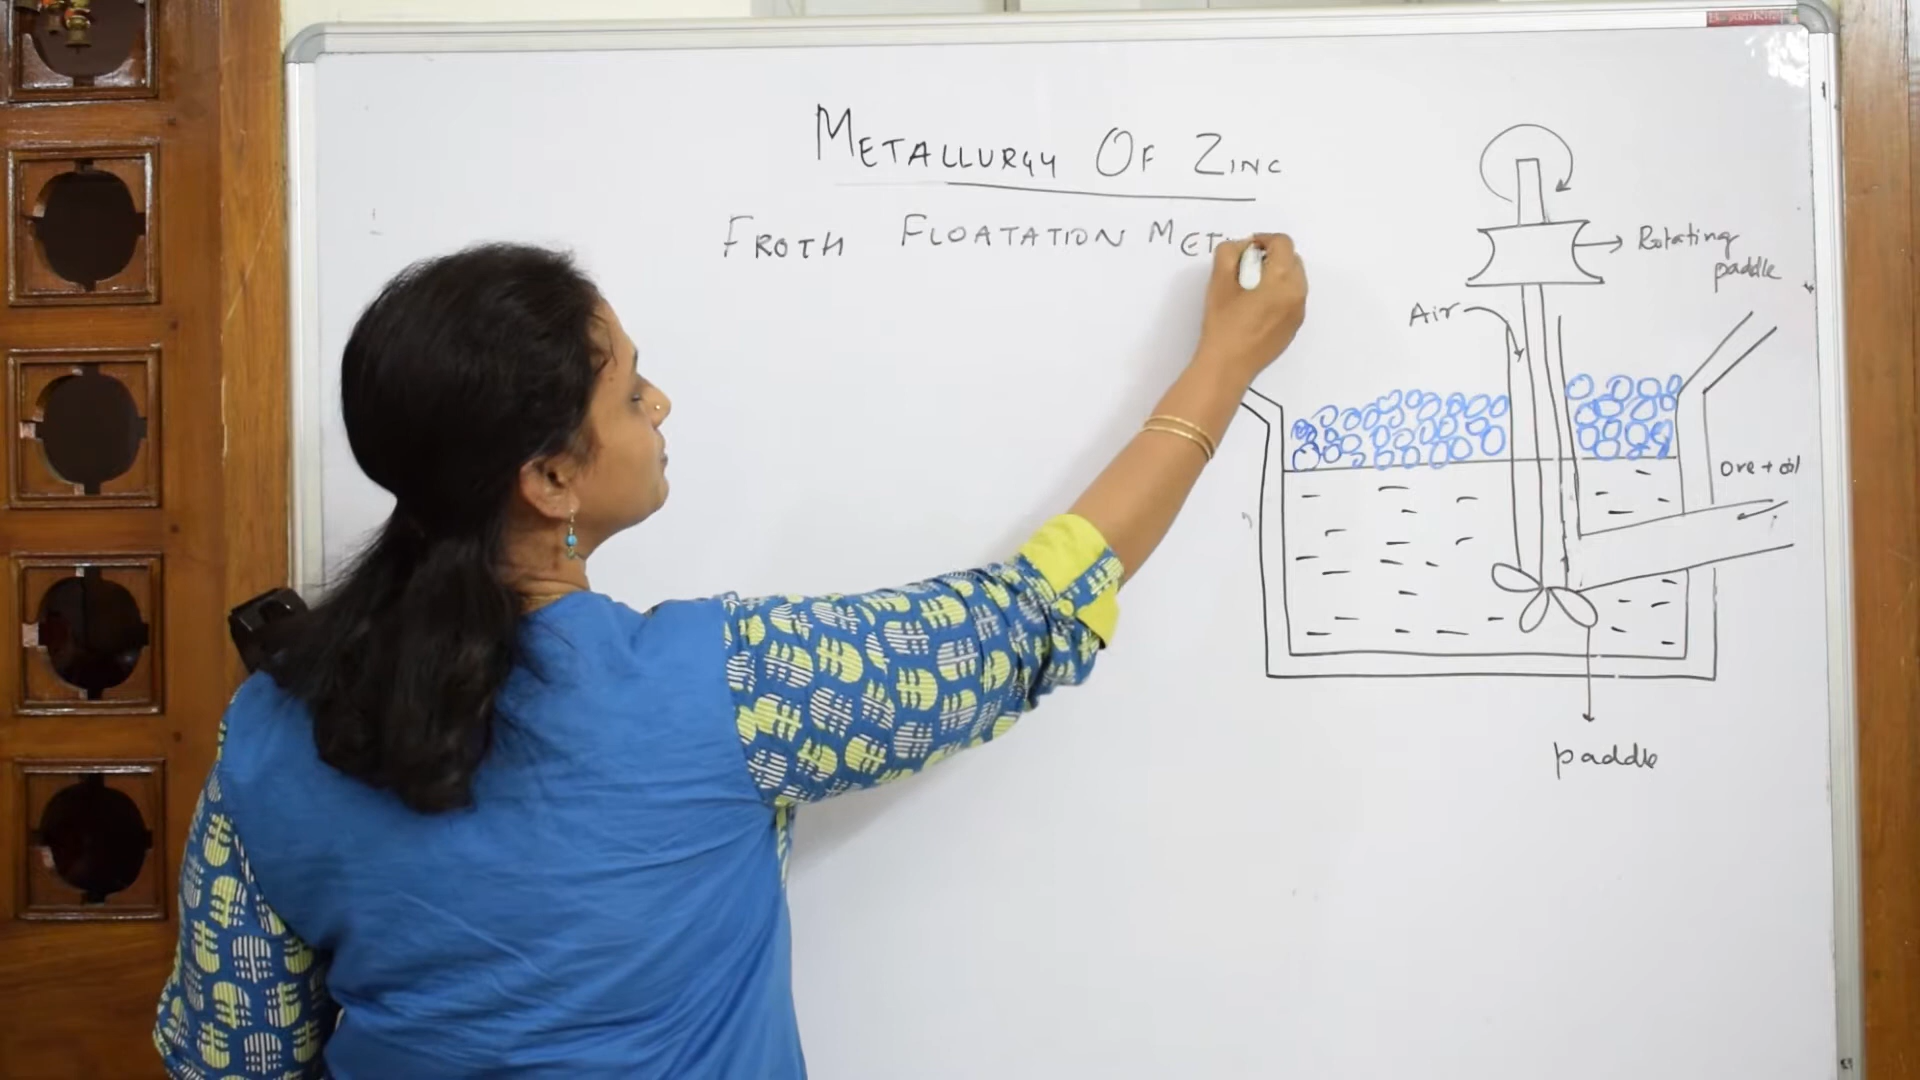 METALLURGY OF ZINC
FROTH FLOATATION MET
Rotating
paddle
Air
ore + oil
paddle